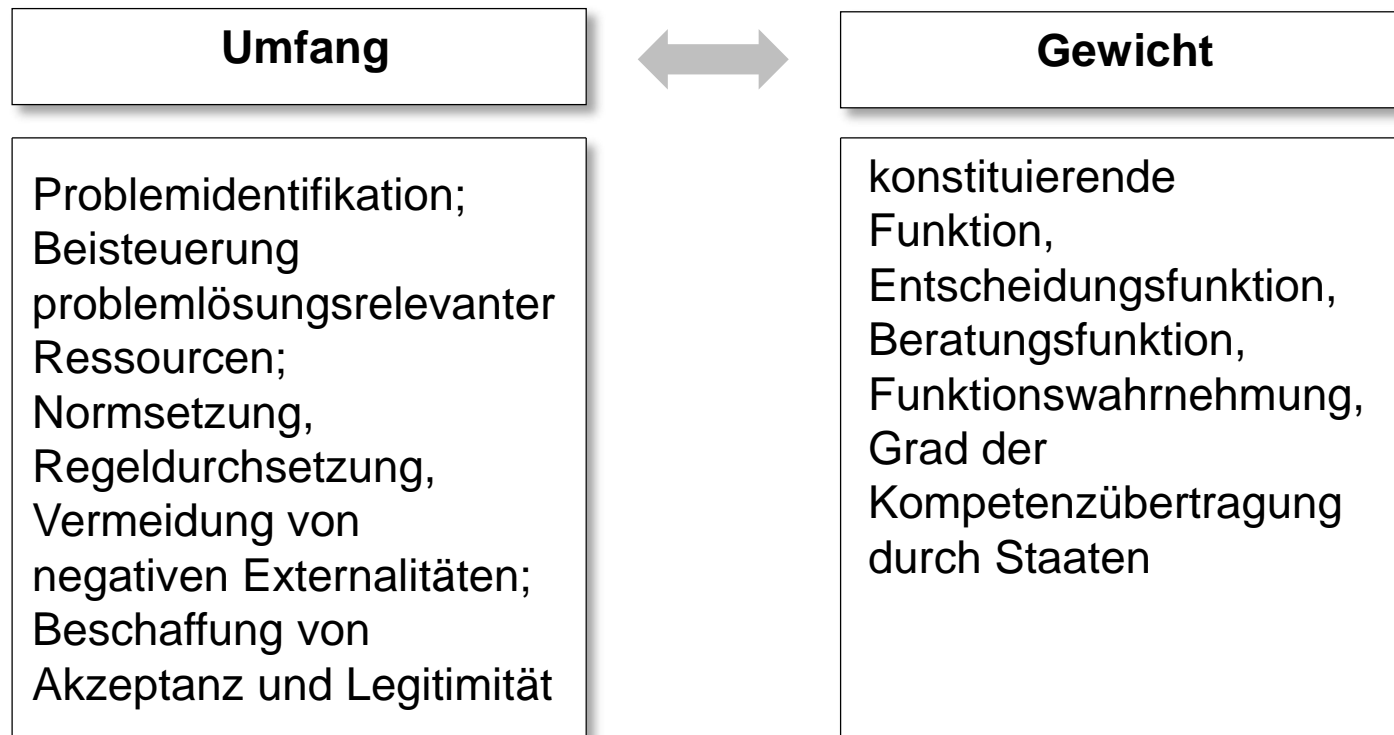 Umfang
Gewicht
Problemidentifikation;
Beisteuerung
problemlösungsrelevanter
Ressourcen;
Normsetzung,
Regeldurchsetzung,
Vermeidung von
negativen Externalitäten;
Beschaffung von
Akzeptanz und Legitimität
konstituierende
Funktion,
Entscheidungsfunktion,
Beratungsfunktion,
Funktionswahrnehmung,
Grad der
Kompetenzübertragung
durch Staaten